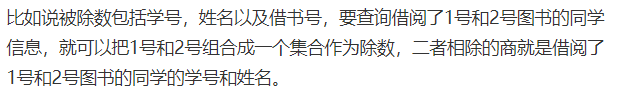 比如说被除数包括学号，姓名以及借书号，要查询借阅了1号和2号图书的同学
信息，就可以把1号和2号组合成一个集合作为除数，二者相除的商就是借阅了
1号和2号图书的同学的学号和姓名。